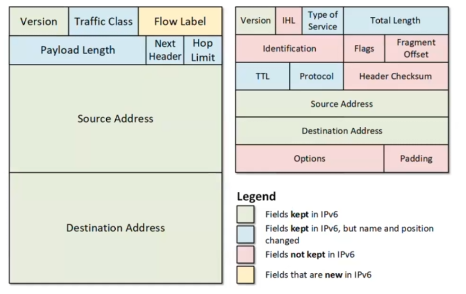 Version Traffic Class Flow Label
Payload Length Next Header Hop Limit
Source Address
Destination Address
Version IHL Type of Service Total Length
Identification Flags Fragment Offset
TTL Protocol Header Checksum
Source Address
Destination Address
Options Padding
Legend
Fields kept in IPv6
Fields kept in IPv6, but name and position
changed
Fields not kept in IPv6
Fields that are new in IPv6